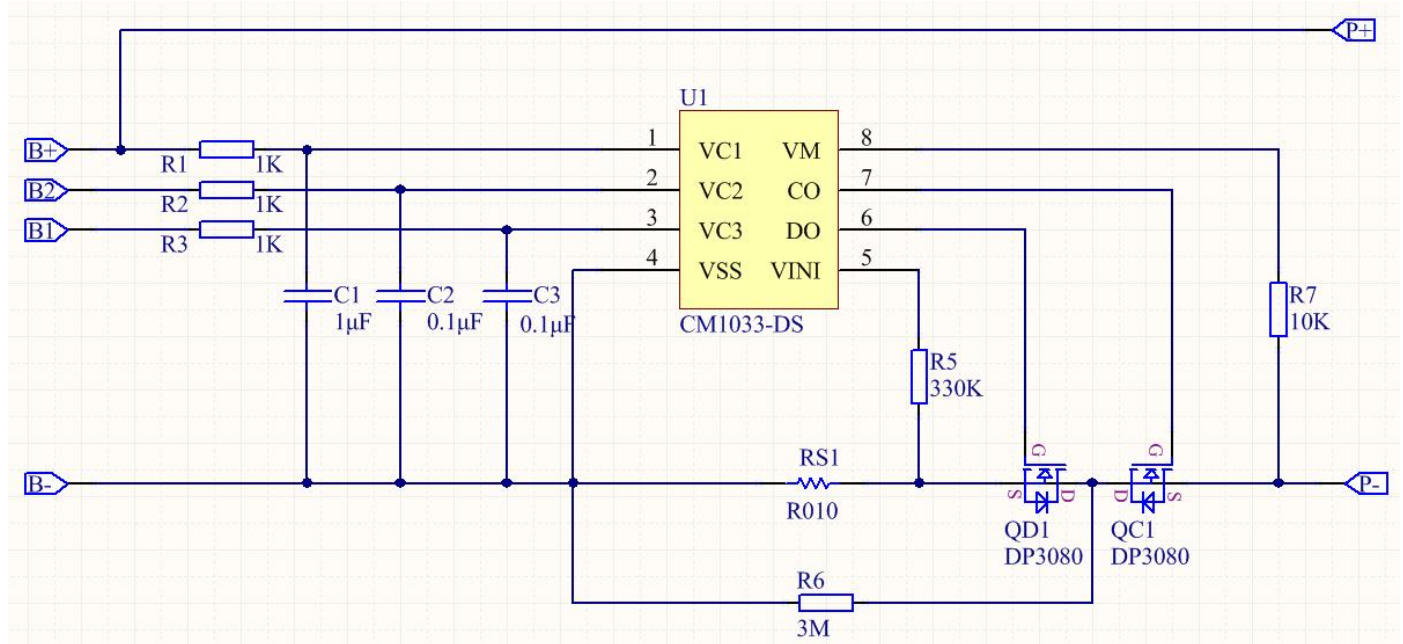 P+
U1
B+
R1
1K
1
VC1
VM
8
B2
R2
1K
2
VC2
CO
7
B1
R3
1K
3
VC3
DO
6
4
VSS
VINI
5
C1
1μF
C2
0.1μF
C3
0.1μF
CM1033-DS
R7
10K
R5
330K
G
G
B-
RS1
R010
S
D
D
S
P-
QD1
DP3080
QC1
DP3080
R6
3M